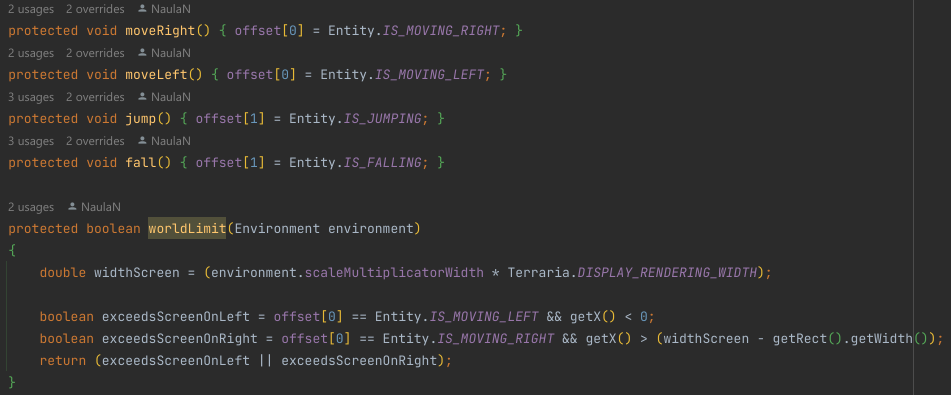 2 usages   2 overrides   NaulaN
protected void moveRight() { offset[0] = Entity.IS_MOVING_RIGHT; }
2 usages   2 overrides   NaulaN
protected void moveLeft() { offset[0] = Entity.IS_MOVING_LEFT; }
3 usages   2 overrides   NaulaN
protected void jump() { offset[1] = Entity.IS_JUMPING; }
3 usages   2 overrides   NaulaN
protected void fall() { offset[1] = Entity.IS_FALLING; }
2 usages   NaulaN
protected boolean worldLimit(Environment environment)
{
    double widthScreen = (environment.scaleMultiplicatorWidth * Terraria.DISPLAY_RENDERING_WIDTH);
    boolean exceedsScreenOnLeft = offset[0] == Entity.IS_MOVING_LEFT && getX() < 0;
    boolean exceedsScreenOnRight = offset[0] == Entity.IS_MOVING_RIGHT && getX() > (widthScreen - getRect().getWidth());
    return (exceedsScreenOnLeft || exceedsScreenOnRight);
}